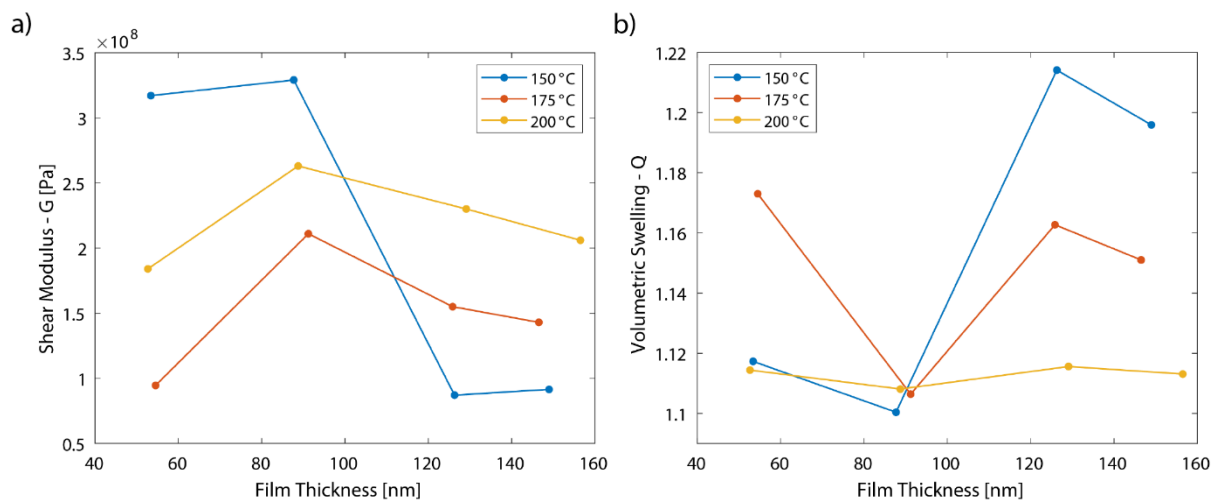 a)
×10⁸
3.5
3
2.5
2
1.5
1
0.5
40 60 80 100 120 140 160
Shear Modulus - G [Pa]
Film Thickness [nm]
150 °C
175 °C
200 °C
b)
1.22
1.2
1.18
1.16
1.14
1.12
1.1
40 60 80 100 120 140 160
Volumetric Swelling - Q
Film Thickness [nm]
150 °C
175 °C
200 °C